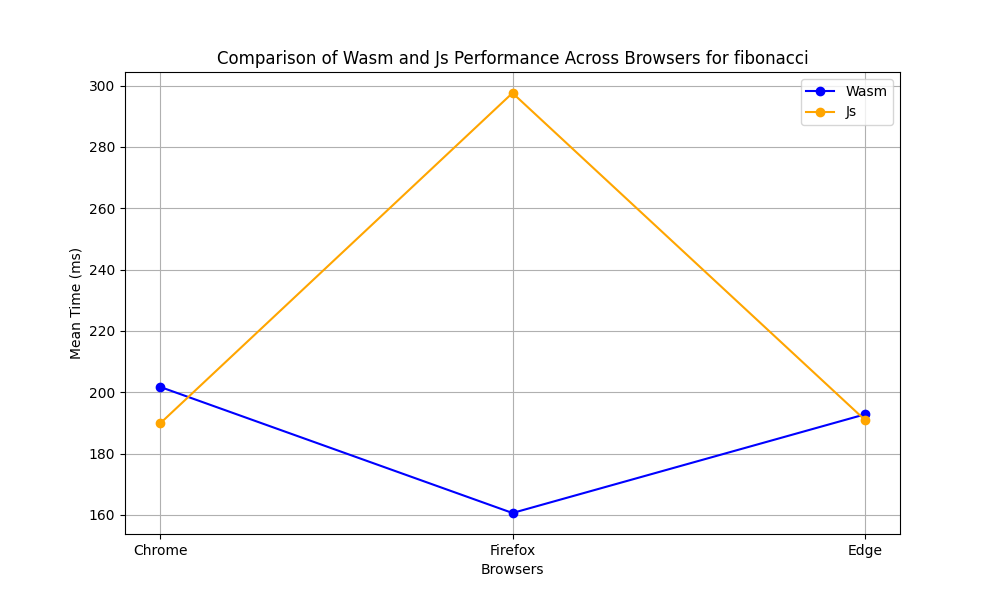 Comparison of Wasm and Js Performance Across Browsers for fibonacci
Wasm
Js
300
280
260
240
220
200
180
160
Mean Time (ms)
Chrome
Firefox
Edge
Browsers